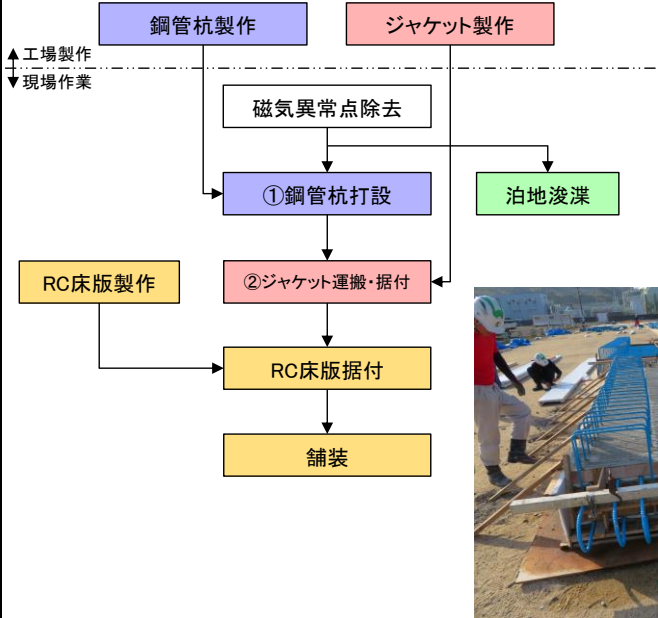 鋼管杭製作
ジャケット製作
工場製作
現場作業
磁気異常点除去
①鋼管杭打設
泊地浚渫
RC床版製作
②ジャケット運搬・据付
RC床版据付
舗装